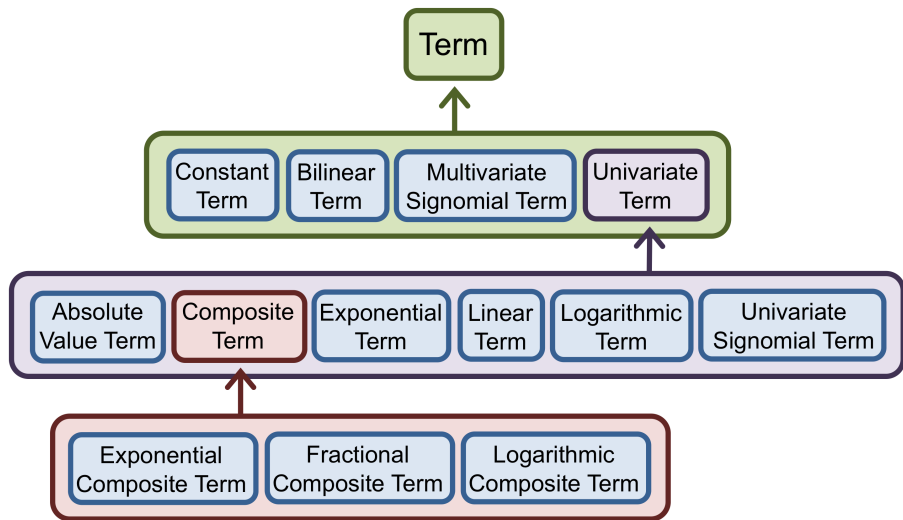 Term
Constant
Term
Bilinear
Term
Multivariate
Signomial Term
Univariate
Term
Absolute
Value Term
Composite
Term
Exponential
Term
Linear
Term
Logarithmic
Term
Univariate
Signomial Term
Exponential
Composite Term
Fractional
Composite Term
Logarithmic
Composite Term